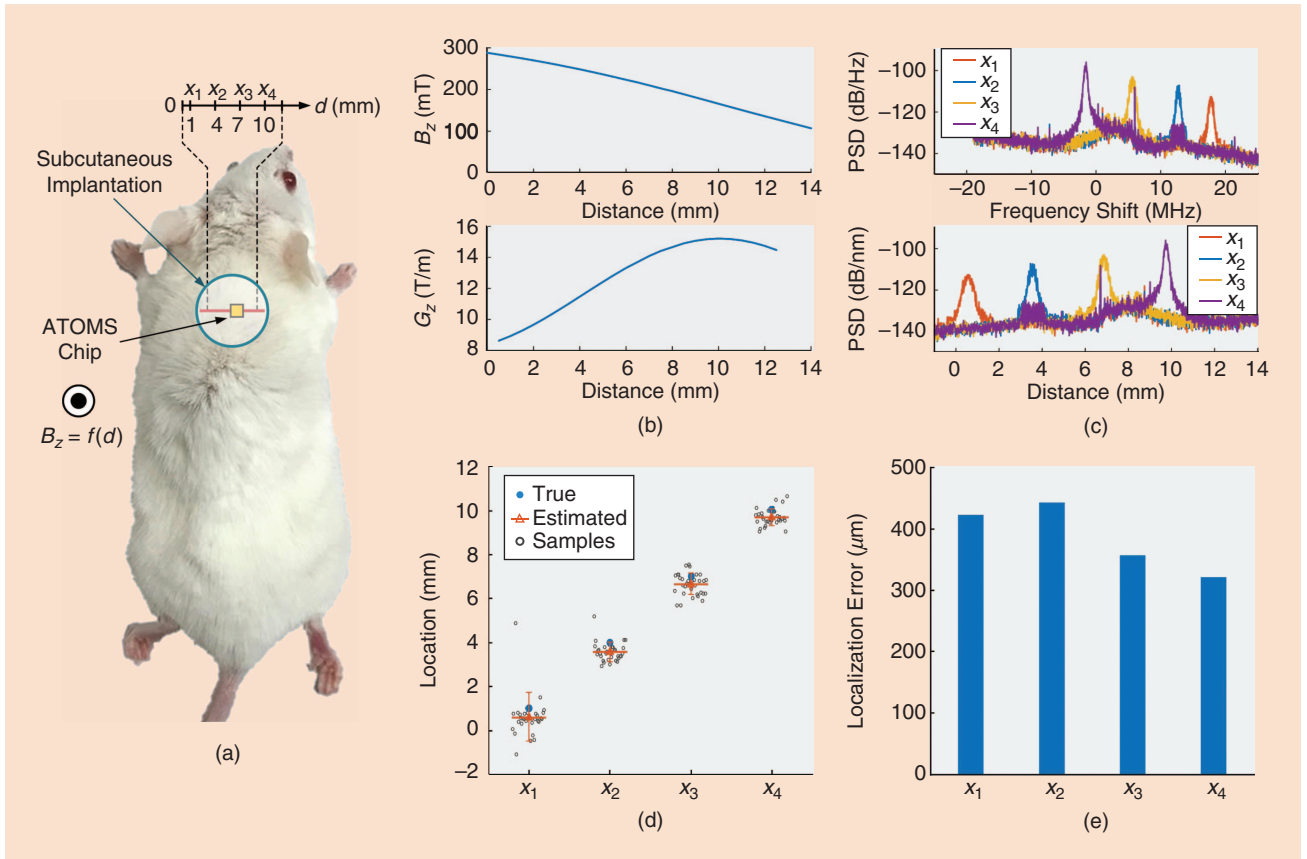 x1 x2 x3 x4
0 d (mm)
1 4 7 10
Subcutaneous
Implantation
ATOMS
Chip
Bz = f(d)
(a)
300
200
100
0
Bz (mT)
0 2 4 6 8 10 12 14
Distance (mm)
16
14
12
10
8
Gz (T/m)
0 2 4 6 8 10 12 14
Distance (mm)
(b)
x1
x2
x3
x4
−100
−120
−140
PSD (dB/Hz)
−20 −10 0 10 20
Frequency Shift (MHz)
x1
x2
x3
x4
−100
−120
−140
PSD (dB/nm)
0 2 4 6 8 10 12 14
Distance (mm)
(c)
12
10
8
6
4
2
0
−2
Location (mm)
True
Estimated
Samples
x1 x2 x3 x4
(d)
500
400
300
200
100
0
Localization Error (μm)
x1 x2 x3 x4
(e)